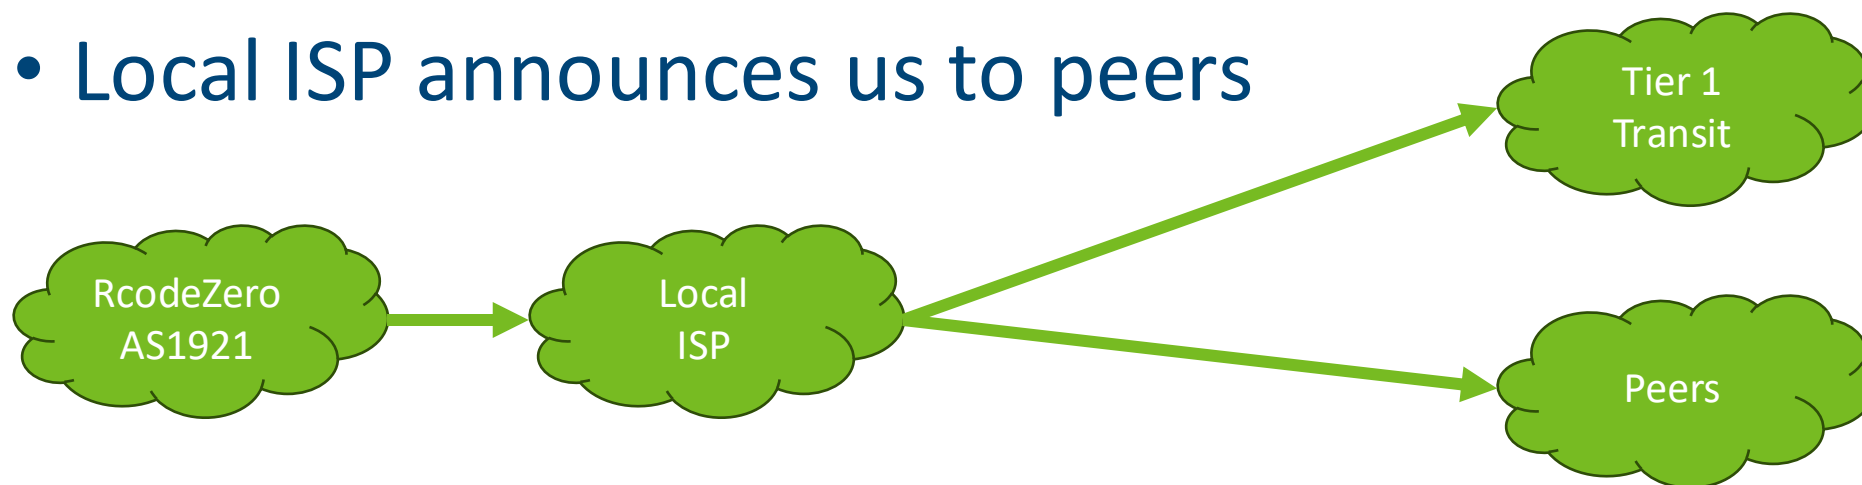 • Local ISP announces us to peers
Tier 1
Transit
RcodeZero
AS1921
Local
ISP
Peers